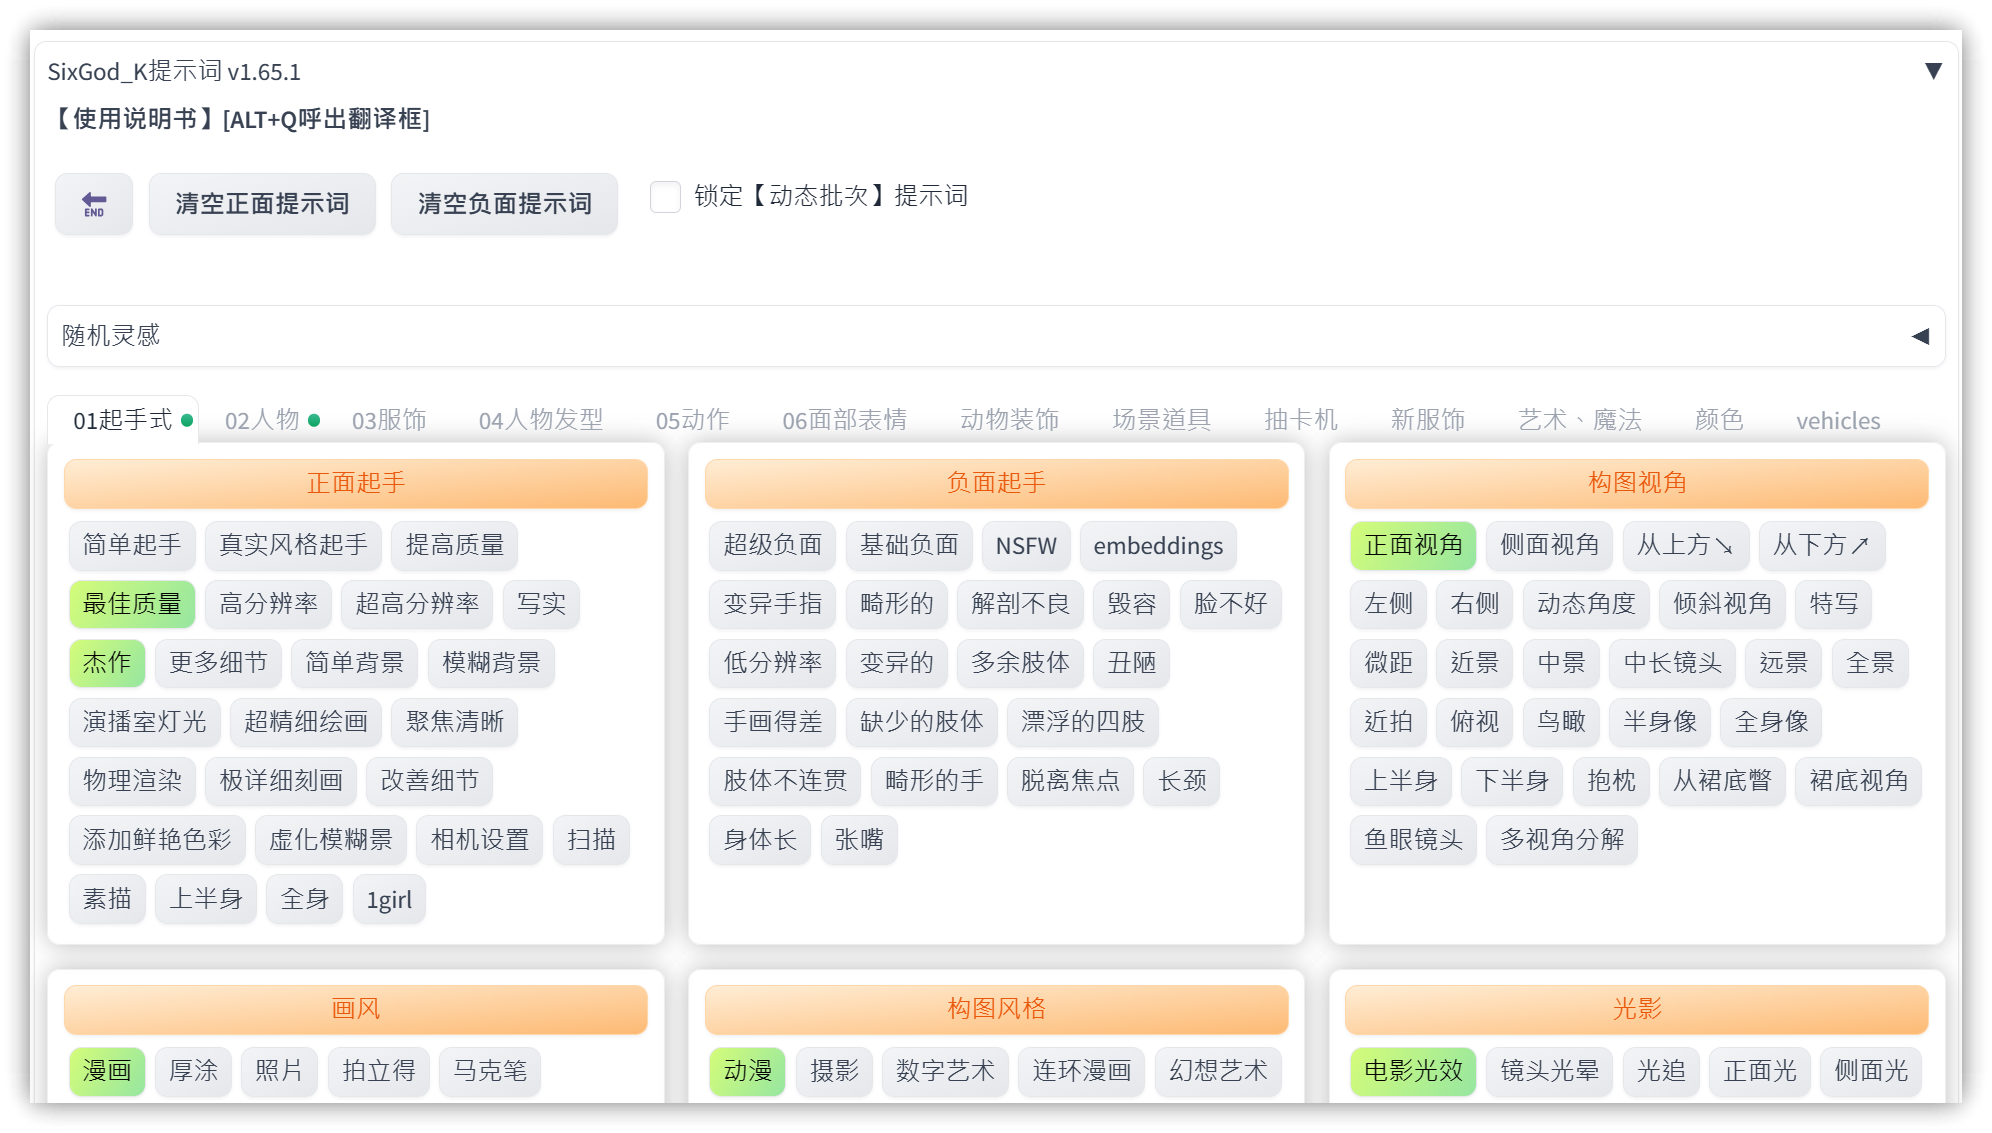 SixGod_K提示词 v1.65.1
【使用说明书】[ALT+Q呼出翻译框]
END 清空正面提示词 清空负面提示词 锁定【动态批次】提示词
随机灵感
01起手式 02人物 03服饰 04人物发型 05动作 06面部表情 动物装饰 场景道具 抽卡机 新服饰 艺术、魔法 颜色 vehicles
正面起手
简单起手 真实风格起手 提高质量
最佳质量 高分辨率 超高分辨率 写实
杰作 更多细节 简单背景 模糊背景
演播室灯光 超精细绘画 聚焦清晰
物理渲染 极详细刻画 改善细节
添加鲜艳色彩 虚化模糊景 相机设置 扫描
素描 上半身 全身 1girl
负面起手
超级负面 基础负面 NSFW embeddings
变异手指 畸形的 解剖不良 毁容 脸不好
低分辨率 变异的 多余肢体 丑陋
手画得差 缺少的肢体 漂浮的四肢
肢体不连贯 畸形的手 脱离焦点 长颈
身体长 张嘴
构图视角
正面视角 侧面视角 从上方↘ 从下方↗
左侧 右侧 动态角度 倾斜视角 特写
微距 近景 中景 中长镜头 远景 全景
近拍 俯视 鸟瞰 半身像 全身像
上半身 下半身 抱枕 从裙底瞥 裙底视角
鱼眼镜头 多视角分解
画风
漫画 厚涂 照片 拍立得 马克笔
构图风格
动漫 摄影 数字艺术 连环漫画 幻想艺术
光影
电影光效 镜头光晕 光追 正面光 侧面光